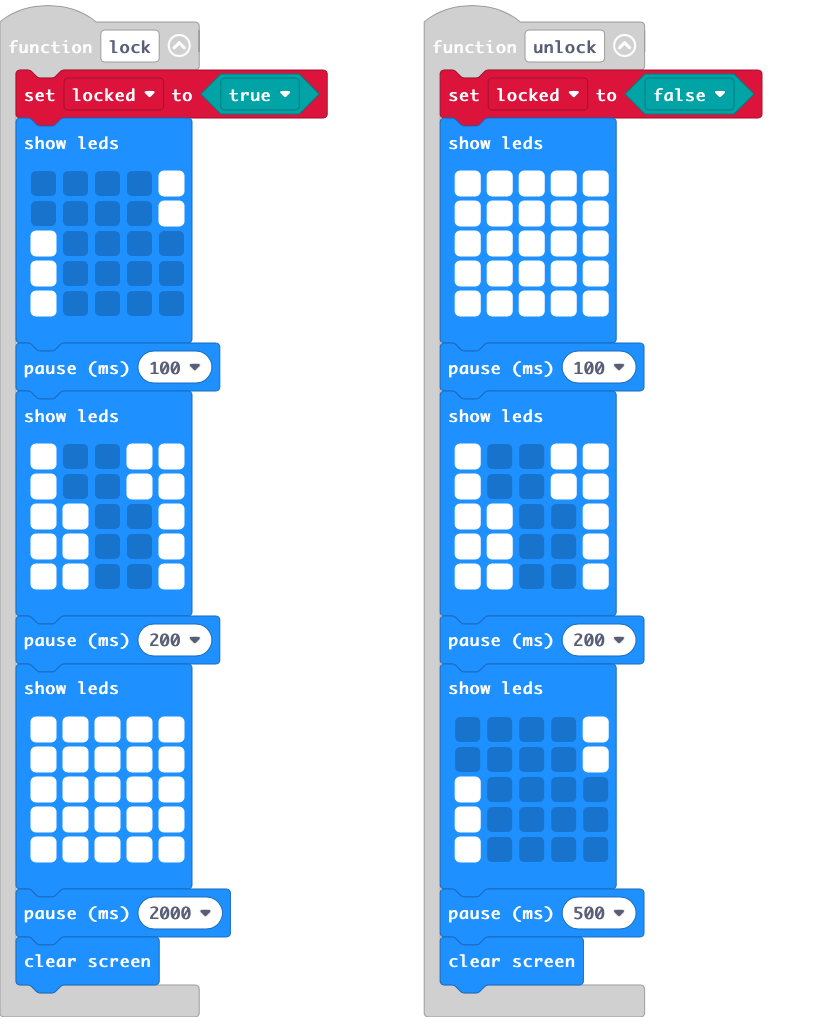 function lock
set locked to true
show leds
pause (ms) 100
show leds
pause (ms) 200
show leds
pause (ms) 2000
clear screen
function unlock
set locked to false
show leds
pause (ms) 100
show leds
pause (ms) 200
show leds
pause (ms) 500
clear screen